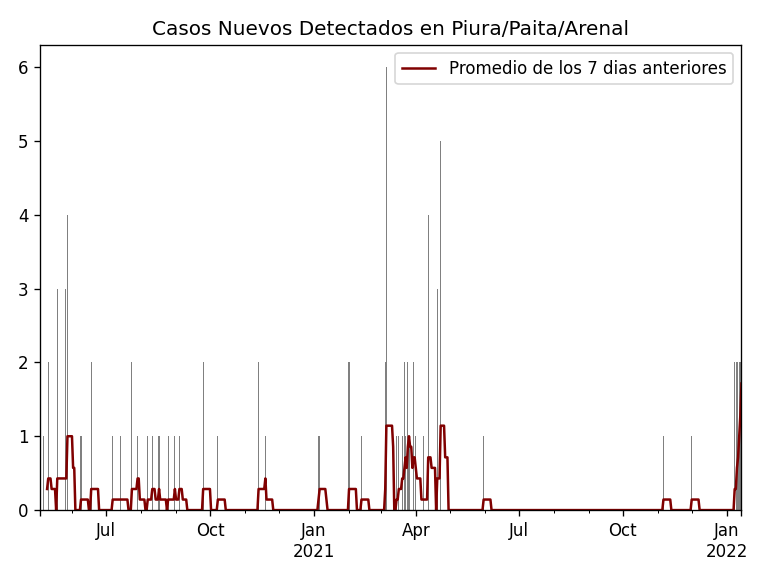 Casos Nuevos Detectados en Piura/Paita/Arenal
Promedio de los 7 dias anteriores
6
5
4
3
2
1
0
Jul
Oct
Jan
2021
Apr
Jul
Oct
Jan
2022